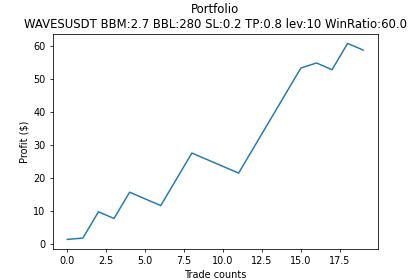 Portfolio
WAVESUSDT BBM:2.7 BBL:280 SL:0.2 TP:0.8 lev:10 WinRatio:60.0
60
50
40
30
20
10
0
Profit ($)
0.0 2.5 5.0 7.5 10.0 12.5 15.0 17.5
Trade counts